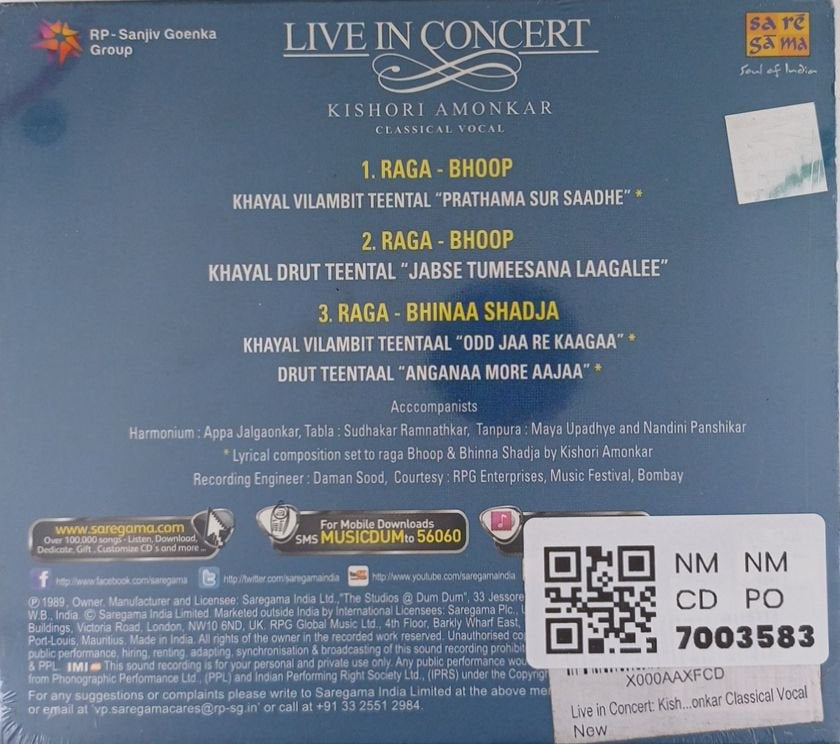 RP - Sanjiv Goenka
Group
LIVE IN CONCERT
KISHORI AMONKAR
CLASSICAL VOCAL
sa rē
gā ma
Soul of India
1. RAGA - BHOOP
KHAYAL VILAMBIT TEENTAL “PRATHAMA SUR SAADHE” *
2. RAGA - BHOOP
KHAYAL DRUT TEENTAL “JABSE TUMEESANA LAAGALEE”
3. RAGA - BHINAA SHADJA
KHAYAL VILAMBIT TEENTAAL “ODD JAA RE KAAGAA” *
DRUT TEENTAAL “ANGANAA MORE AAJAA” *
Acccompanists
Harmonium : Appa Jalgaonkar, Tabla : Sudhakar Ramnathkar, Tanpura : Maya Upadhye and Nandini Panshikar
* Lyrical composition set to raga Bhoop & Bhinna Shadja by Kishori Amonkar
Recording Engineer : Daman Sood, Courtesy : RPG Enterprises, Music Festival, Bombay
www.saregama.com
Over 100,000 songs - Listen, Download,
Dedicate, Gift , Customize CD's and more ...
For Mobile Downloads
SMS MUSICDUM to 56060
http://www.facebook.com/saregama
http://twitter.com/saregamaindia
http://www.youtube.com/saregamaindia
℗ 1989, Owner, Manufacturer and Licensee: Saregama India Ltd.,"The Studios @ Dum Dum", 33 Jessore
W.B., India. © Saregama India Limited. Marketed outside India by International Licensees: Saregama Plc.,
Buildings, Victoria Road, London, NW10 6ND, UK. RPG Global Music Ltd., 4th Floor, Barkly Wharf East,
Port-Louis, Mauritius. Made in India. All rights of the owner in the recorded work reserved. Unauthorised
public performance, hiring, renting, adapting, synchronisation & broadcasting of this sound recording
& PPL. IMI This sound recording is for your personal and private use only. Any public performance
from Phonographic Performance Ltd., (PPL) and Indian Performing Right Society Ltd., (IPRS) under the
For any suggestions or complaints please write to Saregama India Limited at the above
or email at 'vp.saregamacares@rp-sg.in' or call at +91 33 2551 2984.
NM NM
CD PO
7003583
X000AAXFCD
Live in Concert: Kish...onkar Classical Vocal
New